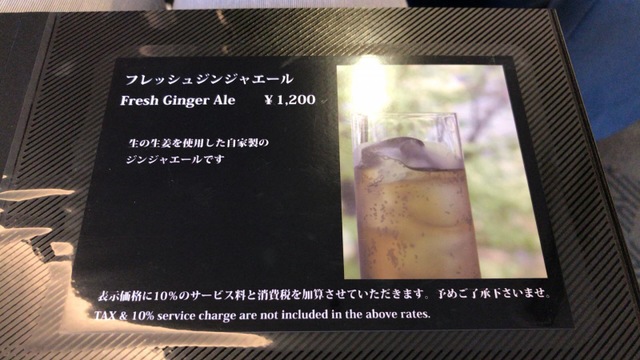 フレッシュジンジャエール
Fresh Ginger Ale ¥1,200
生の生姜を使用した自家製の
ジンジャエールです
表示価格に10%のサービス料と消費税を加算させていただきます。予めご了承下さいませ。
TAX & 10% service charge are not included in the above rates.